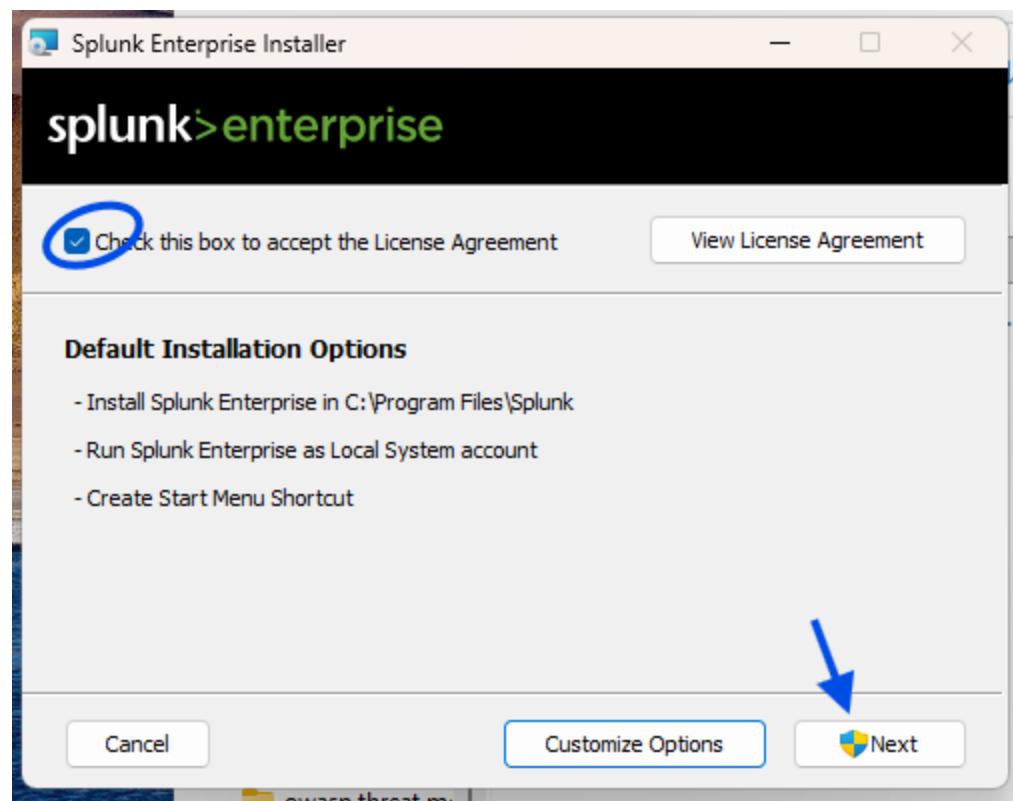 Splunk Enterprise Installer
splunk>enterprise
Check this box to accept the License Agreement
View License Agreement
Default Installation Options
- Install Splunk Enterprise in C:\Program Files\Splunk
- Run Splunk Enterprise as Local System account
- Create Start Menu Shortcut
Cancel
Customize Options
Next
owasp threat m